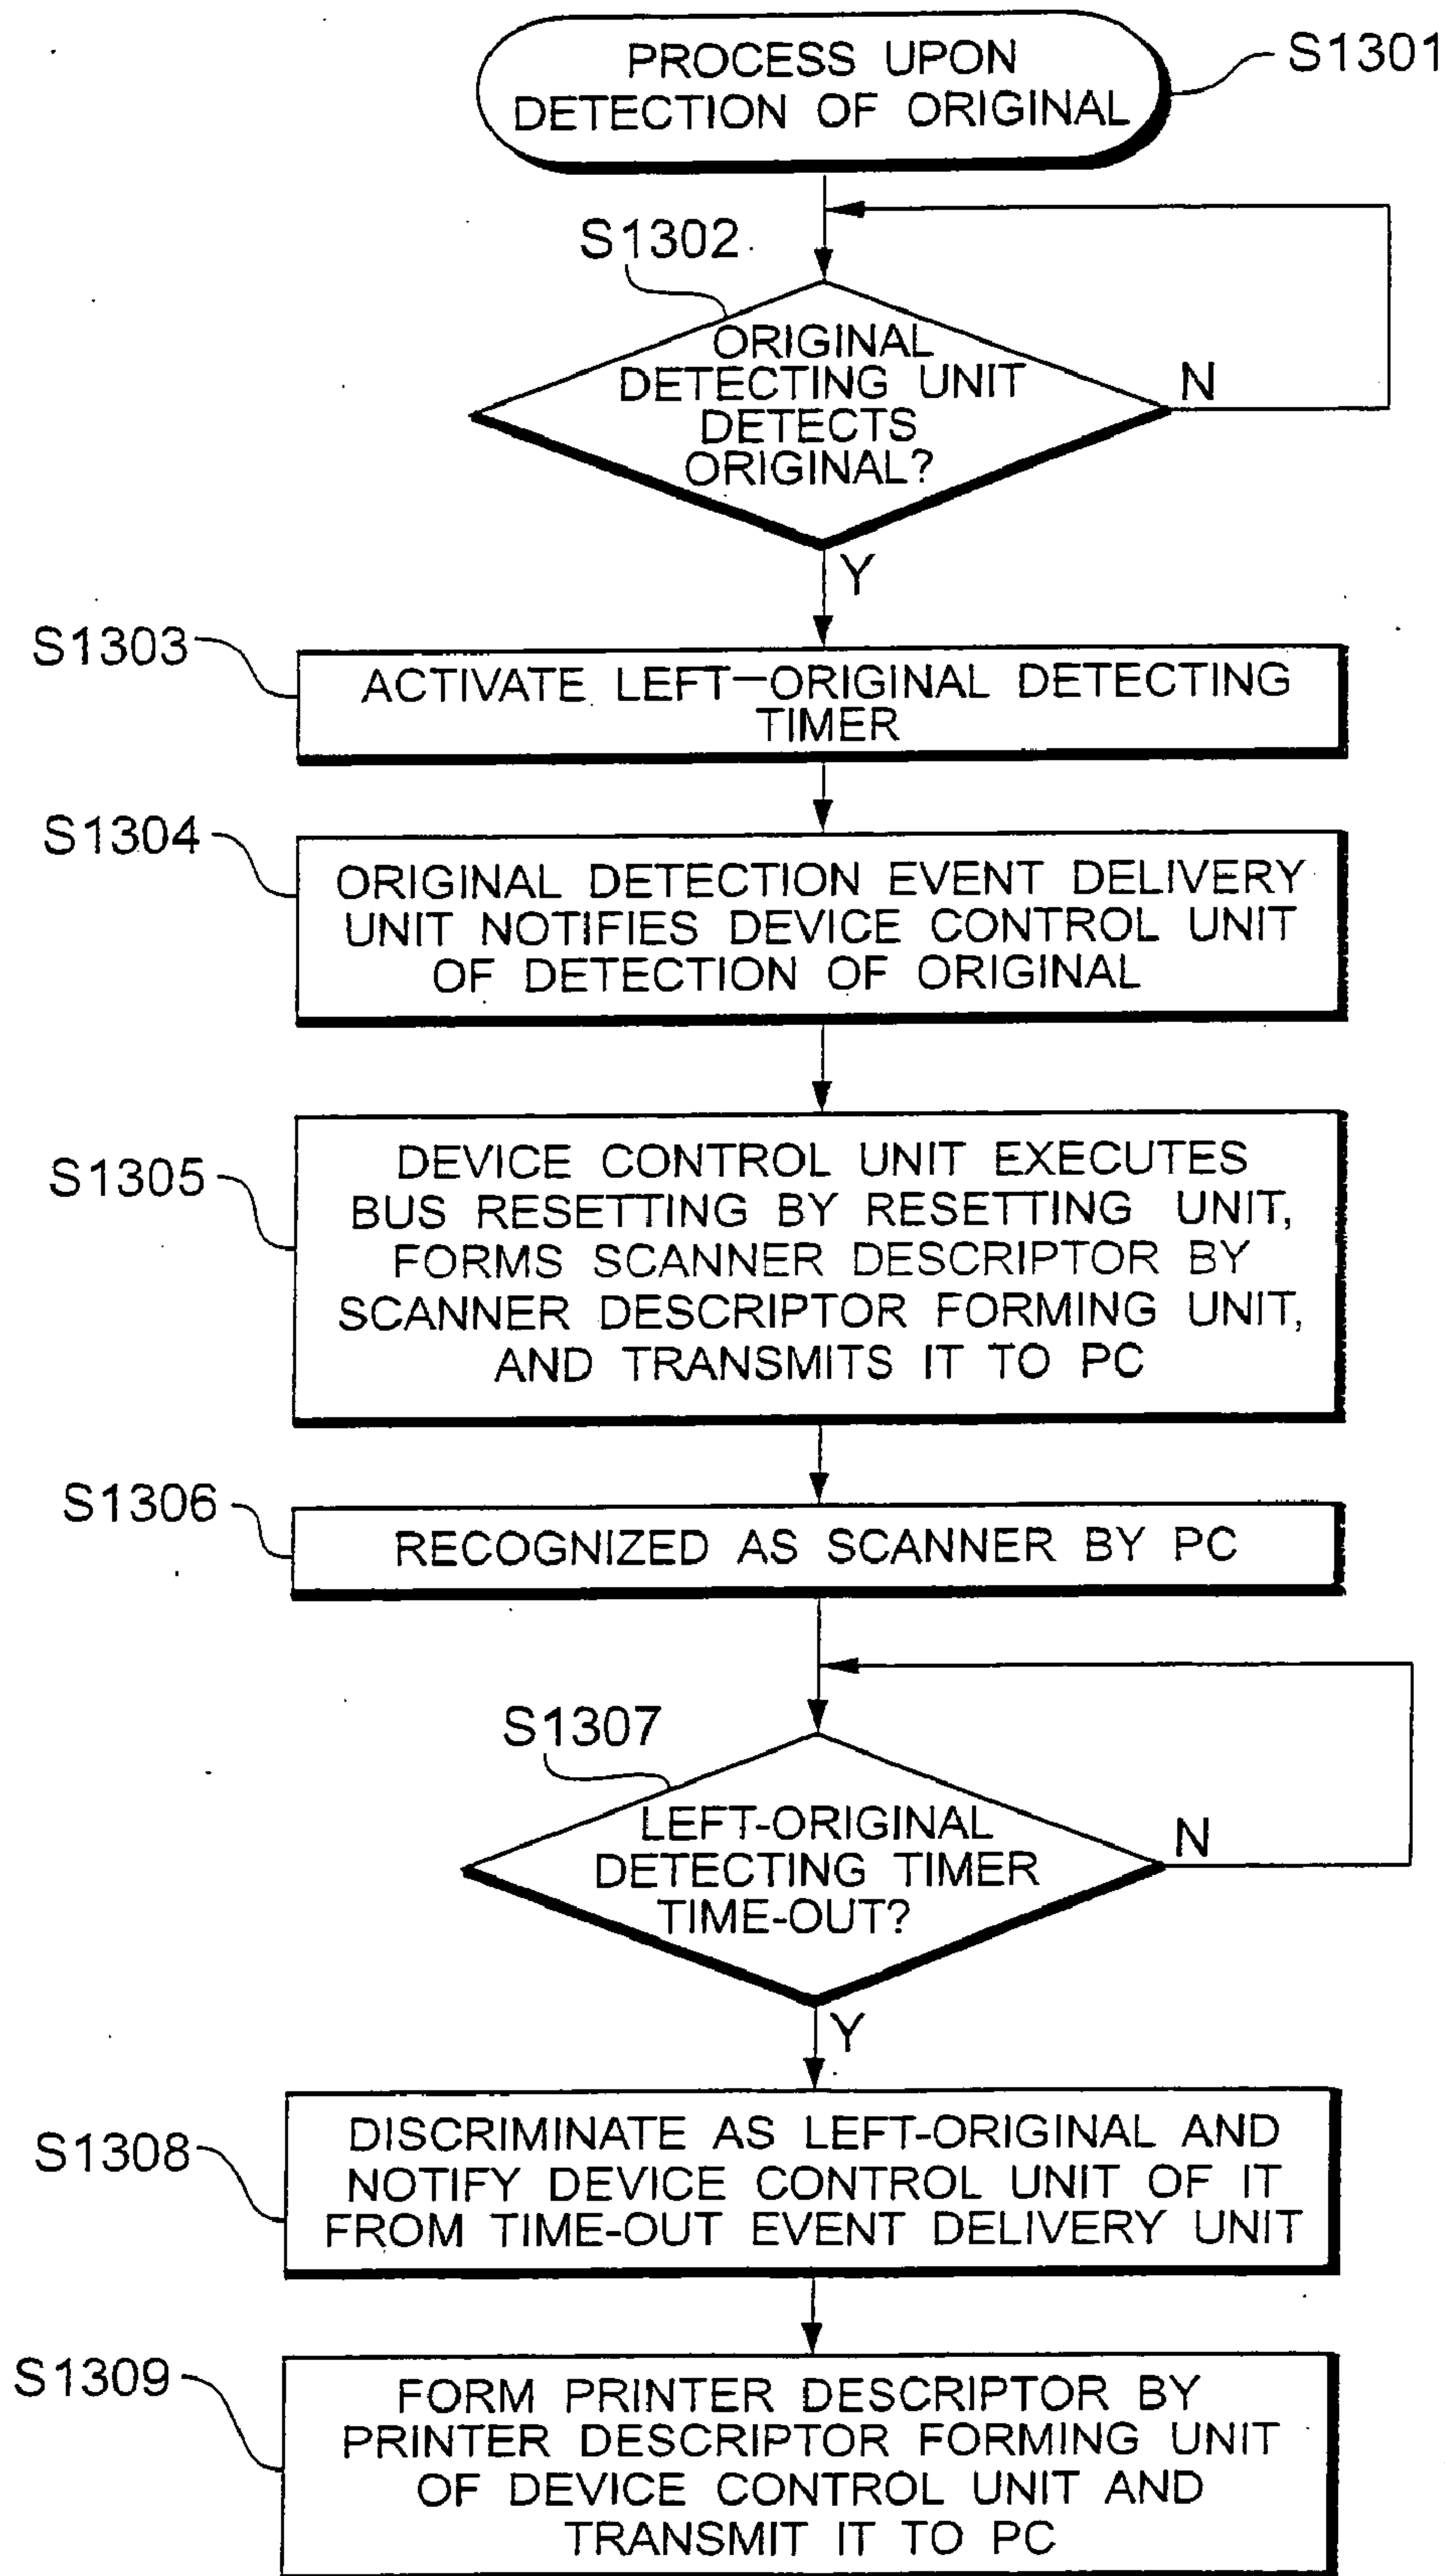 PROCESS UPON
DETECTION OF ORIGINAL
S1301
S1302
ORIGINAL
DETECTING UNIT
DETECTS
ORIGINAL?
N
Y
S1303
ACTIVATE LEFT-ORIGINAL DETECTING
TIMER
S1304
ORIGINAL DETECTION EVENT DELIVERY
UNIT NOTIFIES DEVICE CONTROL UNIT
OF DETECTION OF ORIGINAL
S1305
DEVICE CONTROL UNIT EXECUTES
BUS RESETTING BY RESETTING UNIT,
FORMS SCANNER DESCRIPTOR BY
SCANNER DESCRIPTOR FORMING UNIT,
AND TRANSMITS IT TO PC
S1306
RECOGNIZED AS SCANNER BY PC
S1307
LEFT-ORIGINAL
DETECTING TIMER
TIME-OUT?
N
Y
S1308
DISCRIMINATE AS LEFT-ORIGINAL AND
NOTIFY DEVICE CONTROL UNIT OF IT
FROM TIME-OUT EVENT DELIVERY UNIT
S1309
FORM PRINTER DESCRIPTOR BY
PRINTER DESCRIPTOR FORMING UNIT
OF DEVICE CONTROL UNIT AND
TRANSMIT IT TO PC